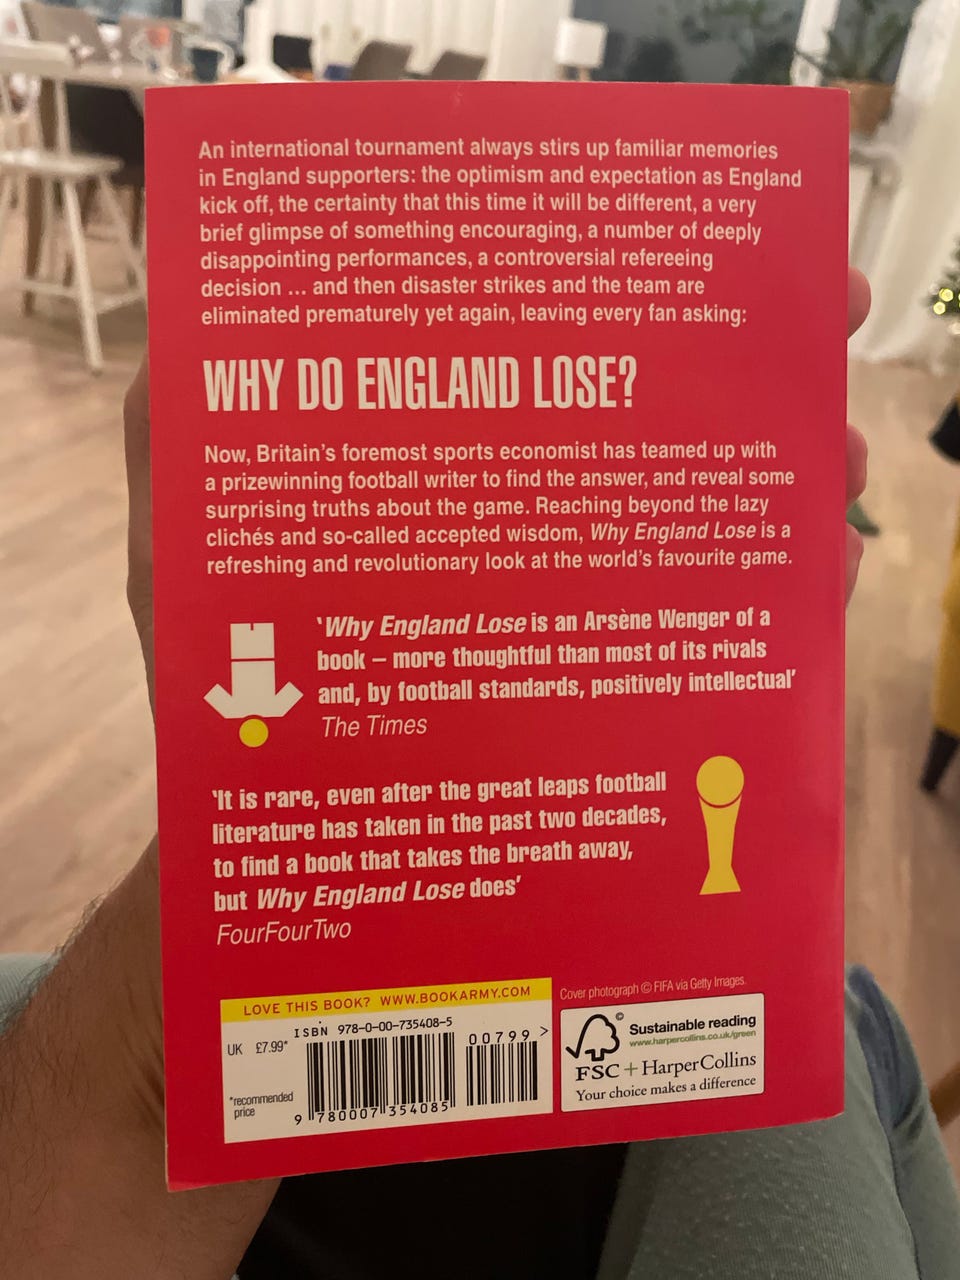 An international tournament always stirs up familiar memories
in England supporters: the optimism and expectation as England
kick off, the certainty that this time it will be different, a very
brief glimpse of something encouraging, a number of deeply
disappointing performances, a controversial refereeing
decision ... and then disaster strikes and the team are
eliminated prematurely yet again, leaving every fan asking:
WHY DO ENGLAND LOSE?
Now, Britain's foremost sports economist has teamed up with
a prizewinning football writer to find the answer, and reveal some
surprising truths about the game. Reaching beyond the lazy
clichés and so-called accepted wisdom, Why England Lose is a
refreshing and revolutionary look at the world's favourite game.
'Why England Lose is an Arsène Wenger of a
book – more thoughtful than most of its rivals
and, by football standards, positively intellectual'
The Times
'It is rare, even after the great leaps football
literature has taken in the past two decades,
to find a book that takes the breath away,
but Why England Lose does'
FourFourTwo
LOVE THIS BOOK? WWW.BOOKARMY.COM
ISBN 978-0-00-735408-5
UK £7.99*
00799 >
*recommended
price
9 780007 354085
Cover photograph © FIFA via Getty Images.
©
Sustainable reading
www.harpercollins.co.uk/green
FSC + HarperCollins
Your choice makes a difference